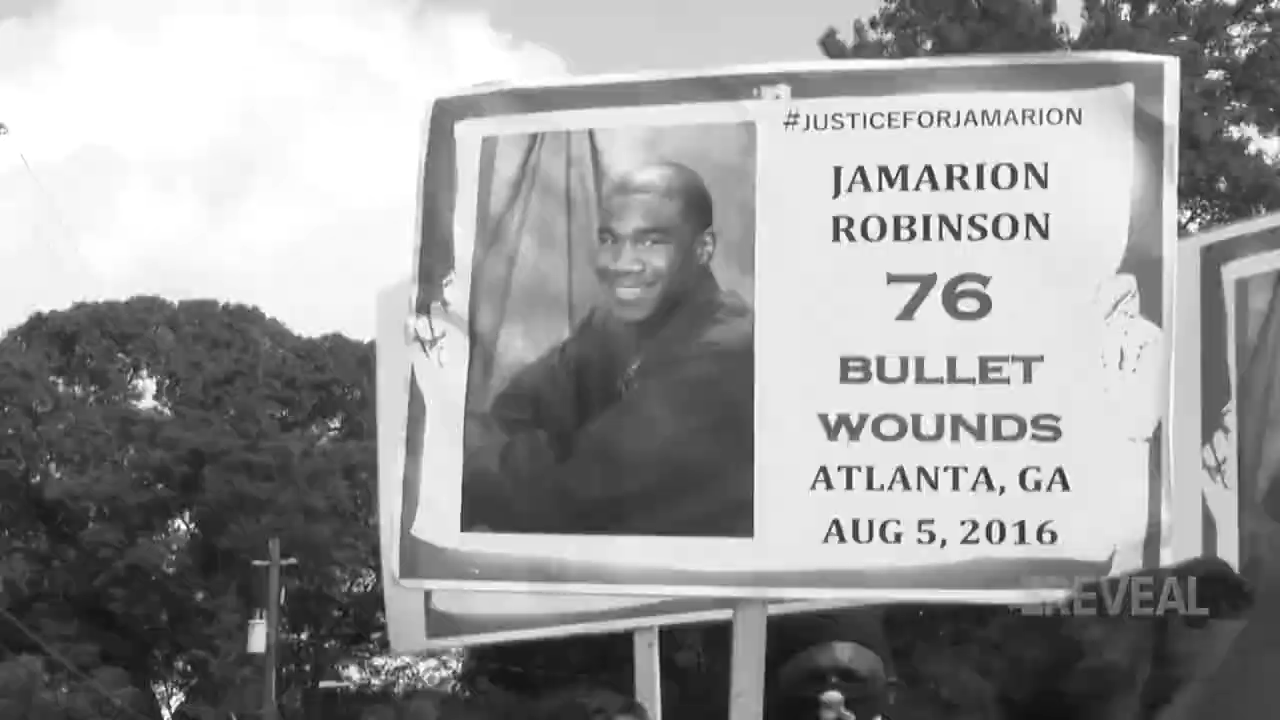 #JUSTICEFORJAMARION
JAMARION
ROBINSON
76
BULLET
WOUNDS
ATLANTA, GA
AUG 5, 2016
REVEAL